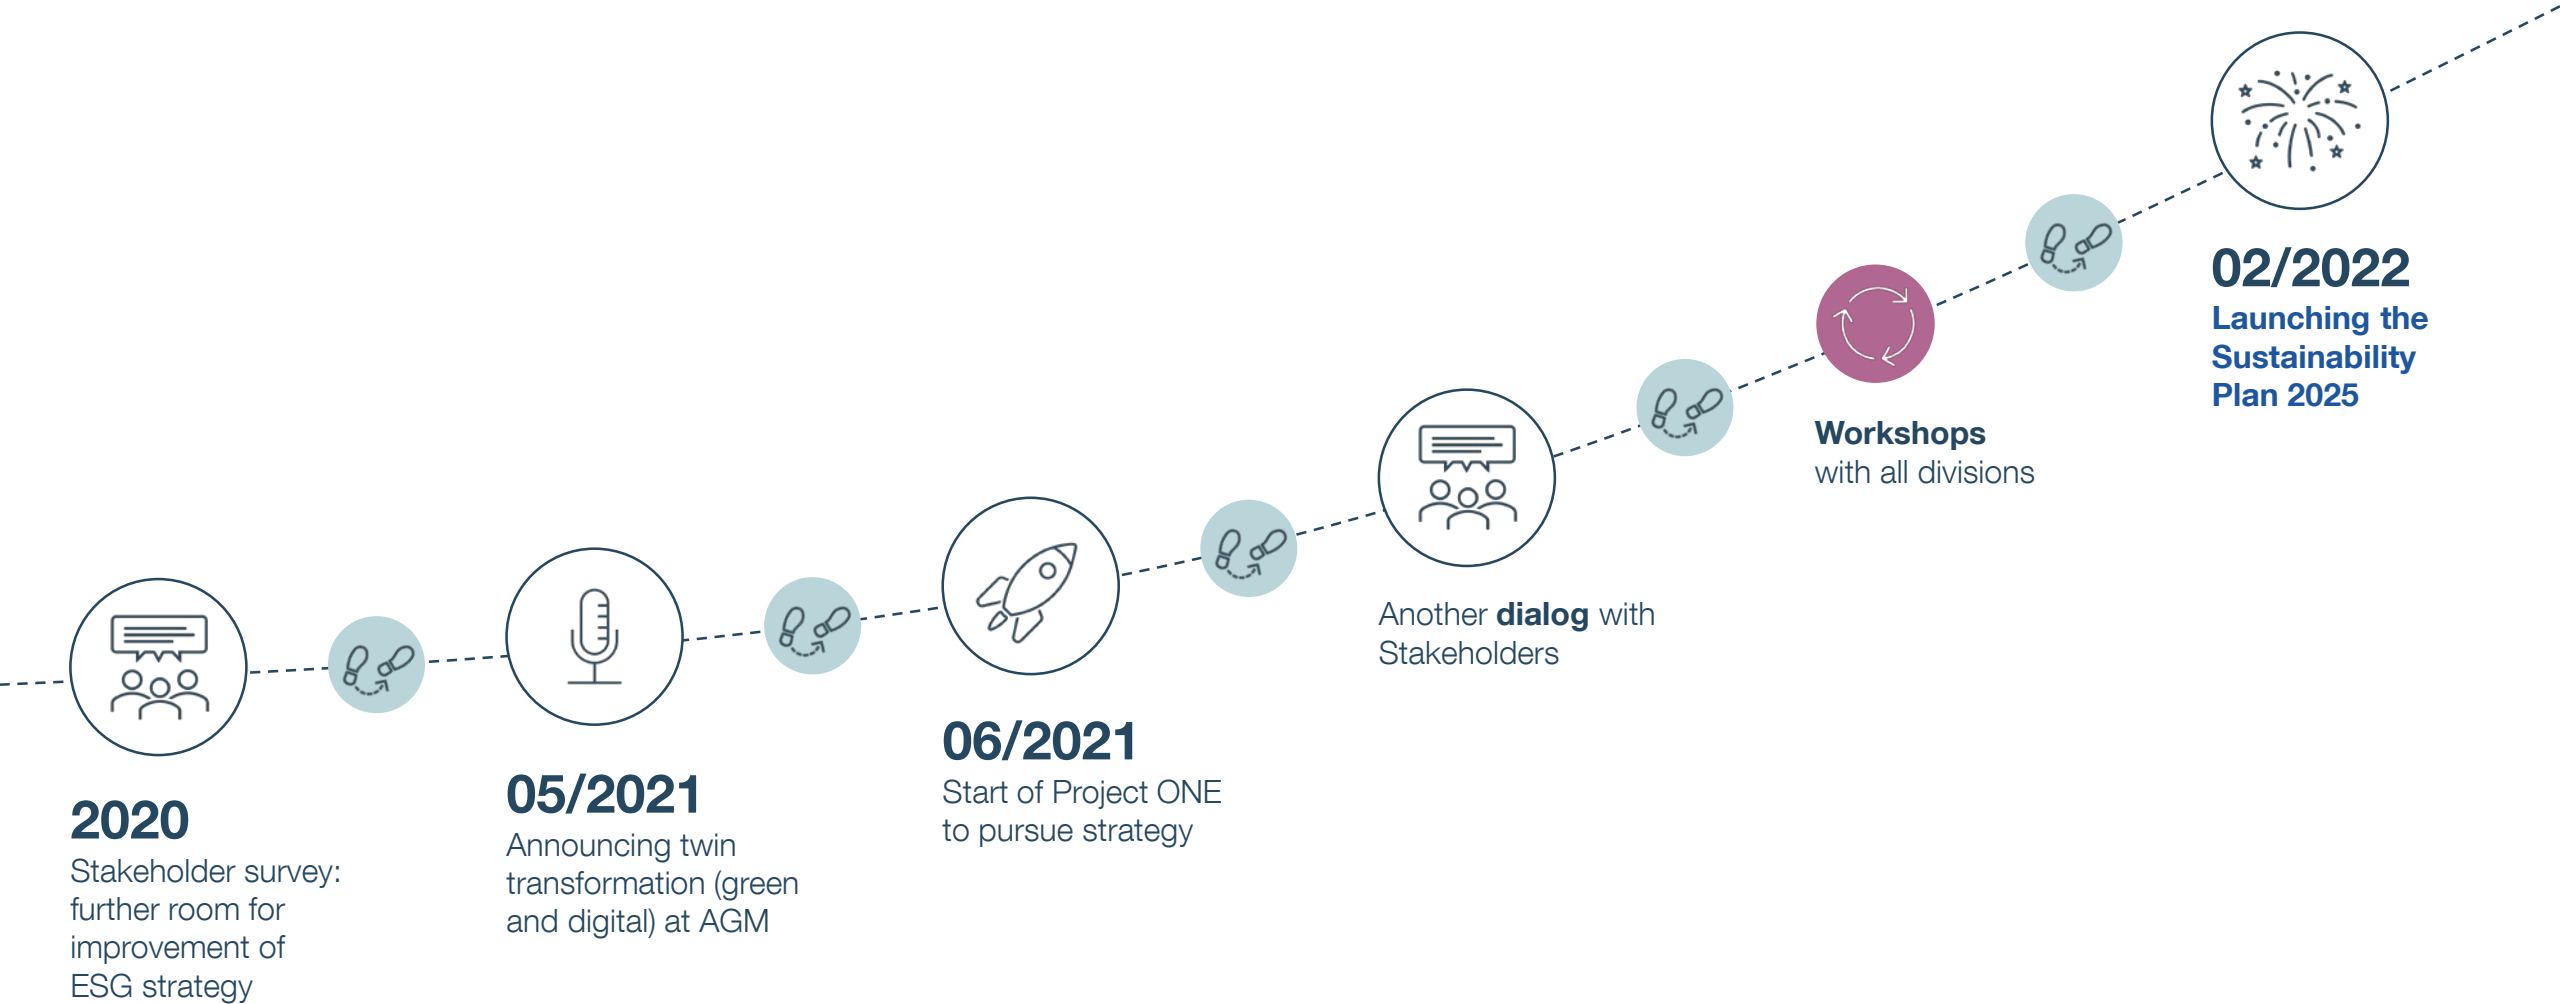 2020
Stakeholder survey:
further room for
improvement of
ESG strategy
05/2021
Announcing twin
transformation (green
and digital) at AGM
06/2021
Start of Project ONE
to pursue strategy
Another dialog with
Stakeholders
Workshops
with all divisions
02/2022
Launching the
Sustainability
Plan 2025